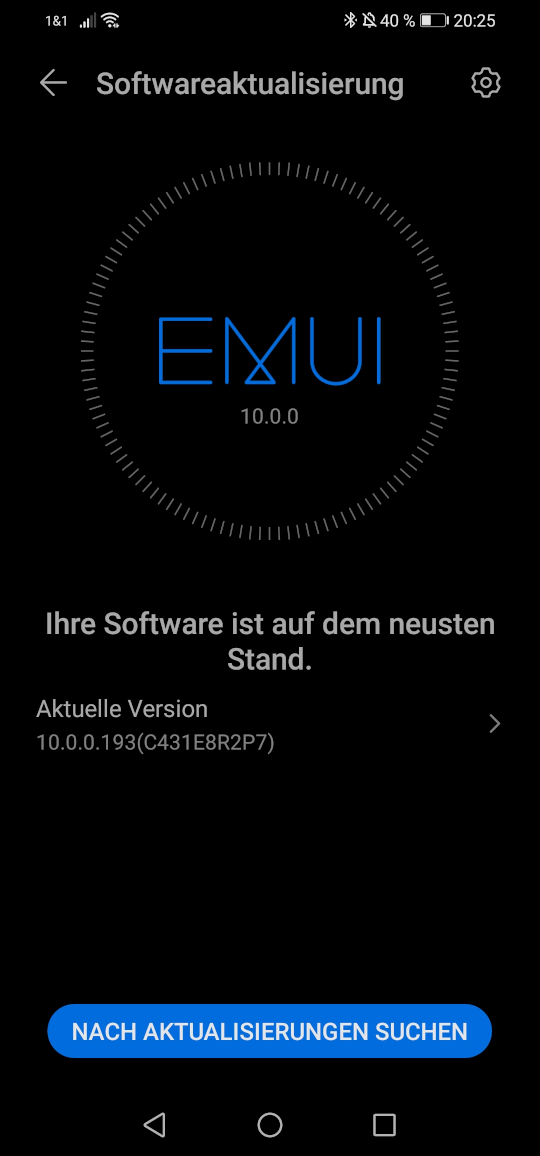 1&1 40 % 20:25
Softwareaktualisierung
EMUI
10.0.0
Ihre Software ist auf dem neusten
Stand.
Aktuelle Version
10.0.0.193(C431E8R2P7)
NACH AKTUALISIERUNGEN SUCHEN